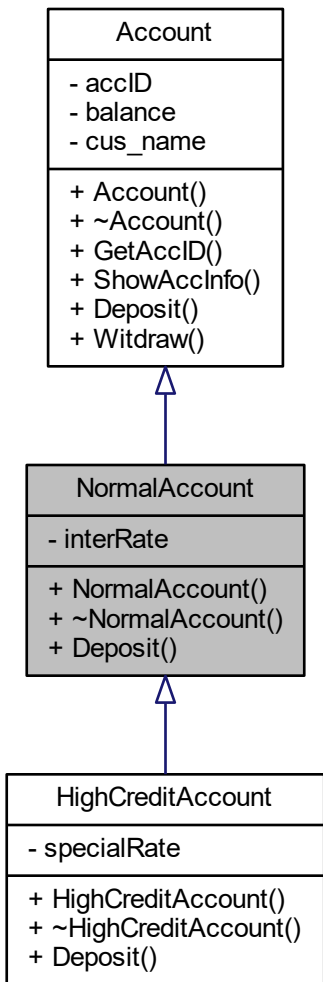 Account
- accID
- balance
- cus_name
+ Account()
+ ~Account()
+ GetAccID()
+ ShowAccInfo()
+ Deposit()
+ Witdraw()
NormalAccount
- interRate
+ NormalAccount()
+ ~NormalAccount()
+ Deposit()
HighCreditAccount
- specialRate
+ HighCreditAccount()
+ ~HighCreditAccount()
+ Deposit()